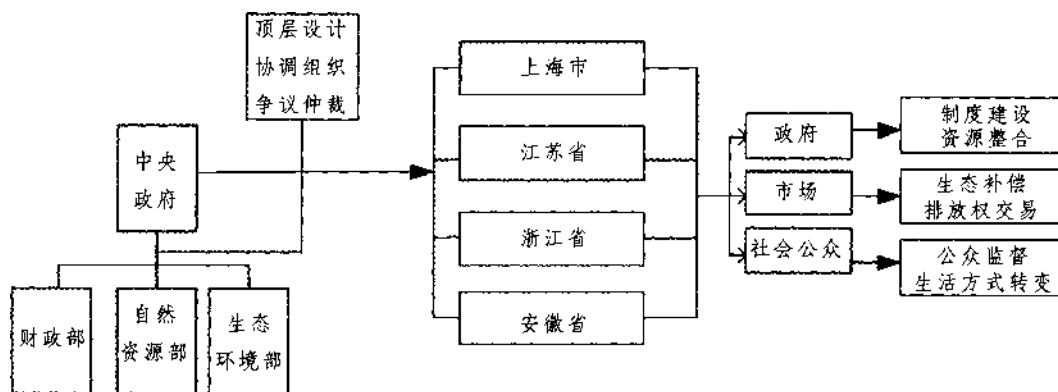 顶层设计
协调组织
争议仲裁
中央
政府
财政部
自然
资源部
生态
环境部
上海市
江苏省
浙江省
安徽省
政府
市场
社会公众
制度建设
资源整合
生态补偿
排放权交易
公众监督
生活方式转变